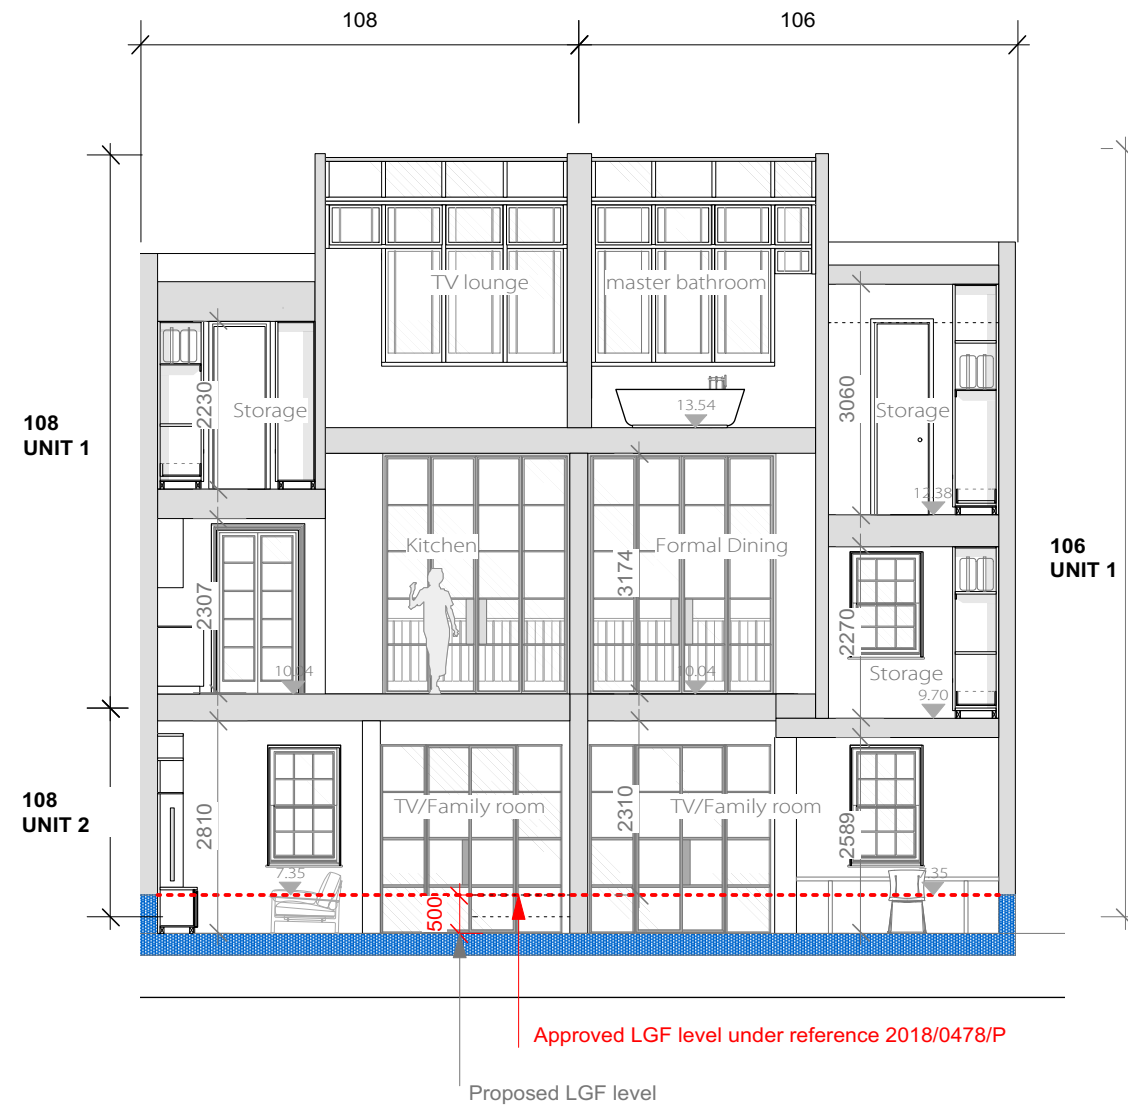 108
106
TV lounge
master bathroom
2230
Storage
13.54
3060
Storage
108
UNIT 1
12.38
Kitchen
3174
Formal Dining
106
UNIT 1
2307
2270
10.04
10.04
Storage
9.70
108
UNIT 2
2810
TV/Family room
2310
TV/Family room
2589
7.35
500
Approved LGF level under reference 2018/0478/P
Proposed LGF level